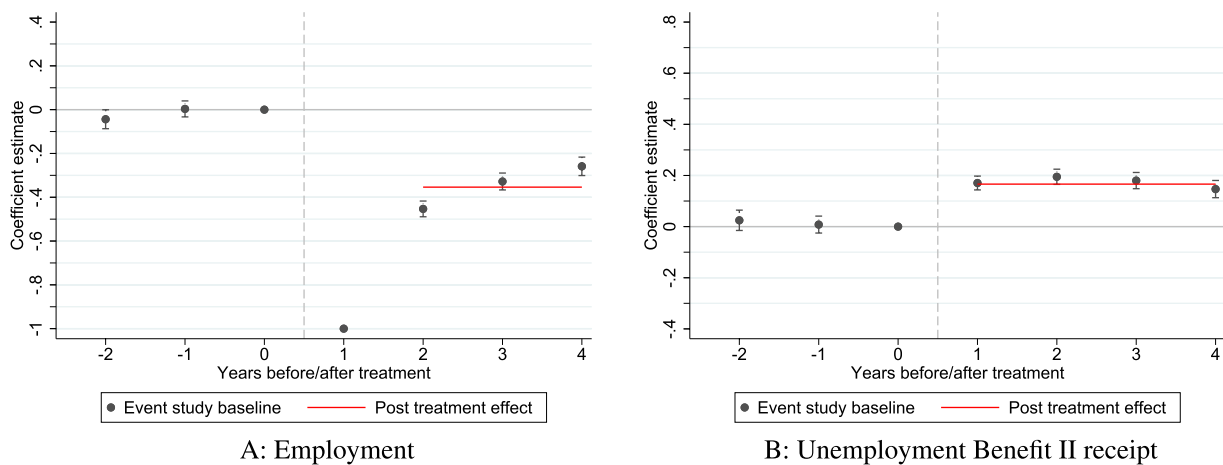 .4
.2
0
-.2
-.4
-.6
-.8
-1
Coefficient estimate
-2 -1 0 1 2 3 4
Years before/after treatment
Event study baseline Post treatment effect
A: Employment
.8
.6
.4
.2
0
-.2
-.4
Coefficient estimate
-2 -1 0 1 2 3 4
Years before/after treatment
Event study baseline Post treatment effect
B: Unemployment Benefit II receipt